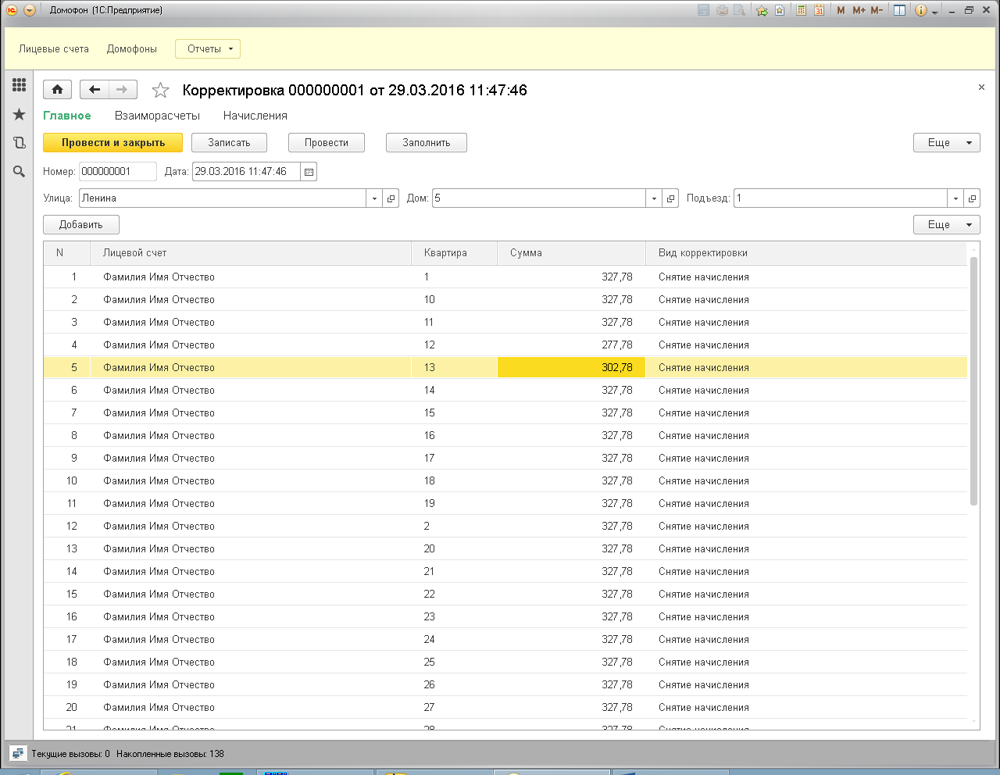 Домофон (1С:Предприятие)
M M+ M-
Лицевые счета Домофоны Отчеты
Корректировка 000000001 от 29.03.2016 11:47:46
Главное Взаиморасчеты Начисления
Провести и закрыть Записать Провести Заполнить Еще
Номер: 000000001 Дата: 29.03.2016 11:47:46
Улица: Ленина Дом: 5 Подъезд: 1
Добавить Еще
N Лицевой счет Квартира Сумма Вид корректировки
1 Фамилия Имя Отчество 1 327,78 Снятие начисления
2 Фамилия Имя Отчество 10 327,78 Снятие начисления
3 Фамилия Имя Отчество 11 327,78 Снятие начисления
4 Фамилия Имя Отчество 12 277,78 Снятие начисления
5 Фамилия Имя Отчество 13 302,78 Снятие начисления
6 Фамилия Имя Отчество 14 327,78 Снятие начисления
7 Фамилия Имя Отчество 15 327,78 Снятие начисления
8 Фамилия Имя Отчество 16 327,78 Снятие начисления
9 Фамилия Имя Отчество 17 327,78 Снятие начисления
10 Фамилия Имя Отчество 18 327,78 Снятие начисления
11 Фамилия Имя Отчество 19 327,78 Снятие начисления
12 Фамилия Имя Отчество 2 327,78 Снятие начисления
13 Фамилия Имя Отчество 20 327,78 Снятие начисления
14 Фамилия Имя Отчество 21 327,78 Снятие начисления
15 Фамилия Имя Отчество 22 327,78 Снятие начисления
16 Фамилия Имя Отчество 23 327,78 Снятие начисления
17 Фамилия Имя Отчество 24 327,78 Снятие начисления
18 Фамилия Имя Отчество 25 327,78 Снятие начисления
19 Фамилия Имя Отчество 26 327,78 Снятие начисления
20 Фамилия Имя Отчество 27 327,78 Снятие начисления
21 Фамилия Имя Отчество 28 327,78 Снятие начисления
Текущие вызовы: 0 Накопленные вызовы: 138